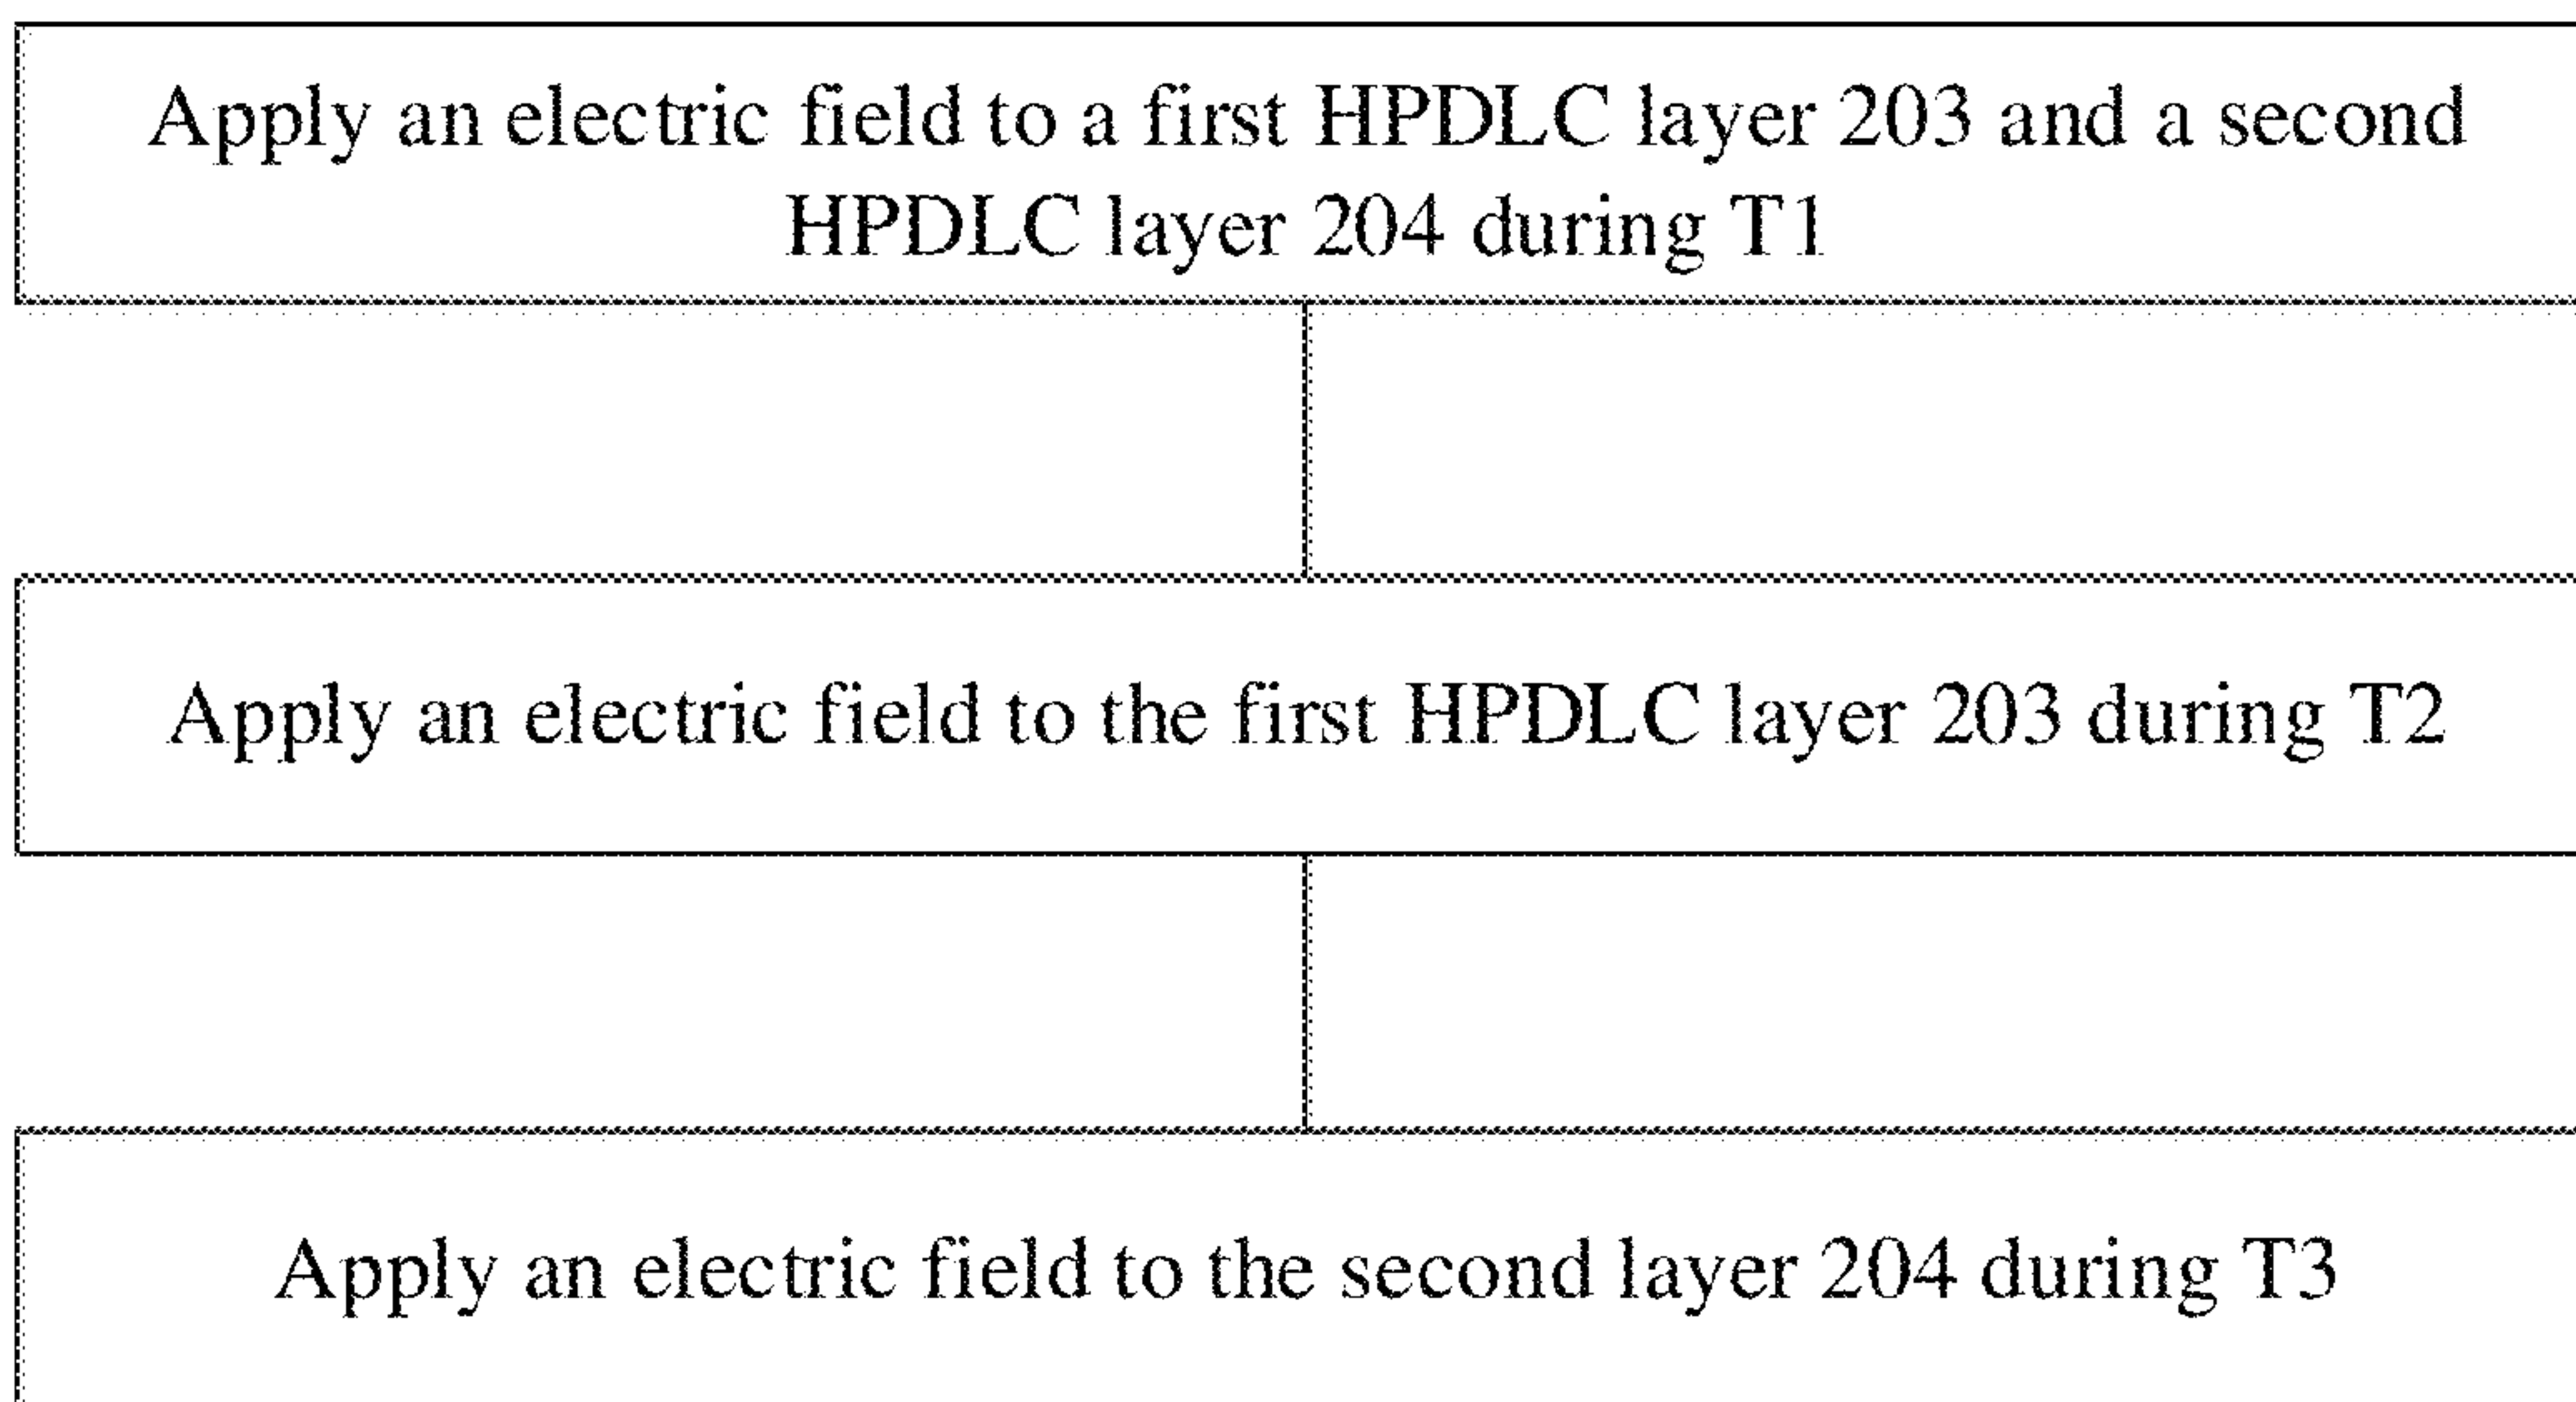 Apply an electric field to a first HPDLC layer 203 and a second
HPDLC layer 204 during T1
Apply an electric field to the first HPDLC layer 203 during T2
Apply an electric field to the second layer 204 during T3